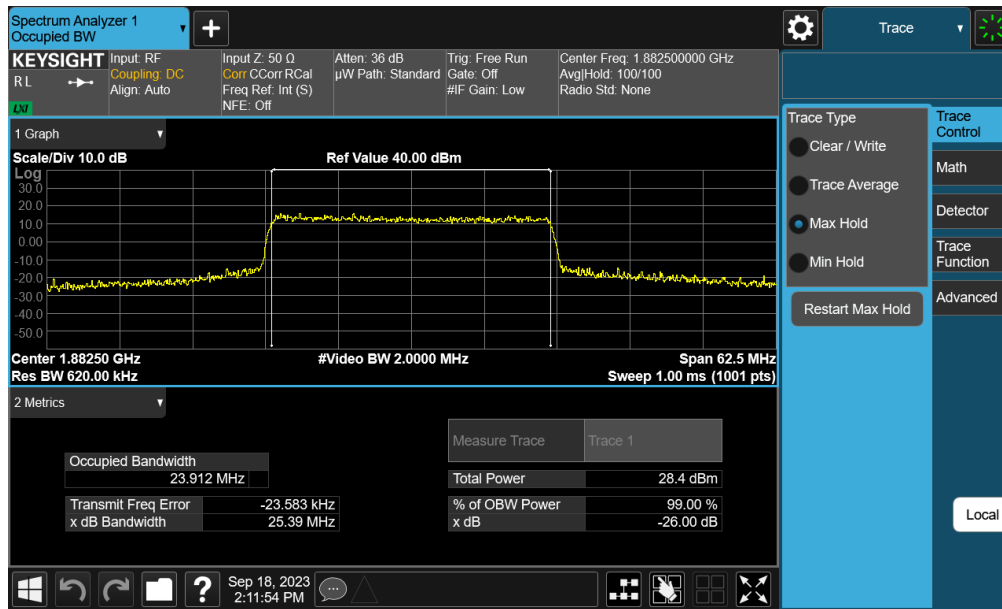 Spectrum Analyzer 1
Occupied BW
+
Trace
KEYSIGHT Input: RF Input Z: 50 Ω Atten: 36 dB Trig: Free Run Center Freq: 1.882500000 GHz
RL Coupling: DC Corr CCorr RCal µW Path: Standard Gate: Off Avg|Hold: 100/100
Align: Auto Freq Ref: Int (S) #IF Gain: Low Radio Std: None
LXI NFE: Off
1 Graph
Scale/Div 10.0 dB Ref Value 40.00 dBm
Log
30.0
20.0
10.0
0.00
-10.0
-20.0
-30.0
-40.0
-50.0
Center 1.88250 GHz #Video BW 2.0000 MHz Span 62.5 MHz
Res BW 620.00 kHz Sweep 1.00 ms (1001 pts)
2 Metrics
Measure Trace Trace 1
Occupied Bandwidth
23.912 MHz
Total Power 28.4 dBm
Transmit Freq Error -23.583 kHz % of OBW Power 99.00 %
x dB Bandwidth 25.39 MHz x dB -26.00 dB
Trace Type
Clear / Write
Trace Average
Max Hold
Min Hold
Restart Max Hold
Trace
Control
Math
Detector
Trace
Function
Advanced
Local
?
Sep 18, 2023
2:11:54 PM